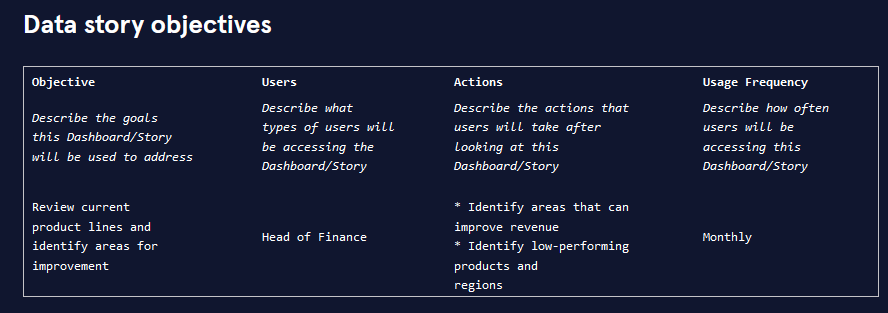 Data story objectives
Objective
Users
Actions
Usage Frequency
Describe the goals
this Dashboard/Story
will be used to address
Describe what
types of users will
be accessing the
Dashboard/Story
Describe the actions that
users will take after
looking at this
Dashboard/Story
Describe how often
users will be
accessing this
Dashboard/Story
Review current
product lines and
identify areas for
improvement
Head of Finance
* Identify areas that can
improve revenue
* Identify low-performing
products and
regions
Monthly